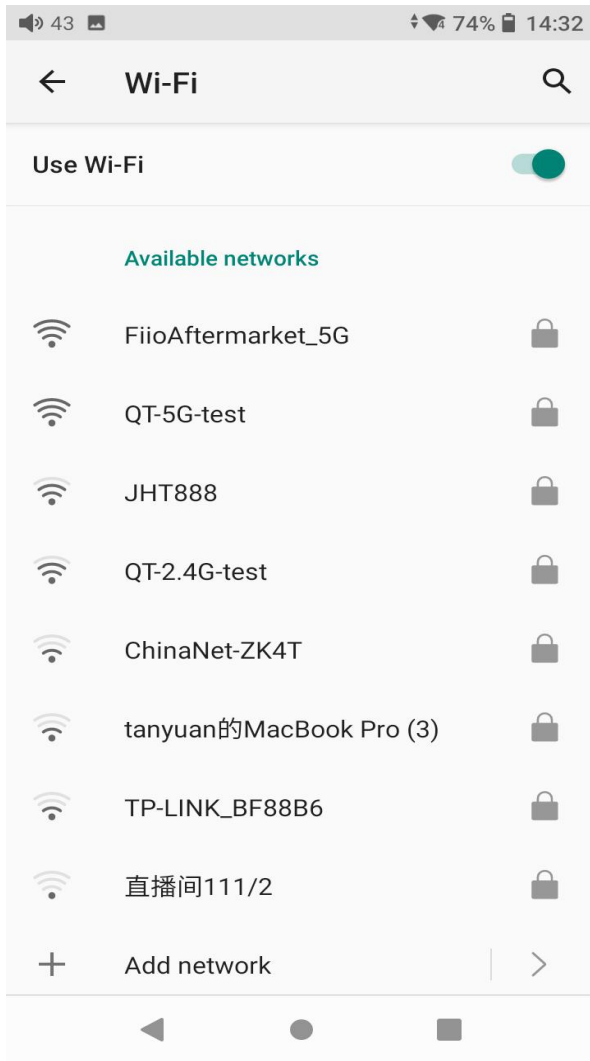 43 74% 14:32
Wi-Fi
Use Wi-Fi
Available networks
FiioAftermarket_5G
QT-5G-test
JHT888
QT-2.4G-test
ChinaNet-ZK4T
tanyuan的MacBook Pro (3)
TP-LINK_BF88B6
直播间111/2
Add network